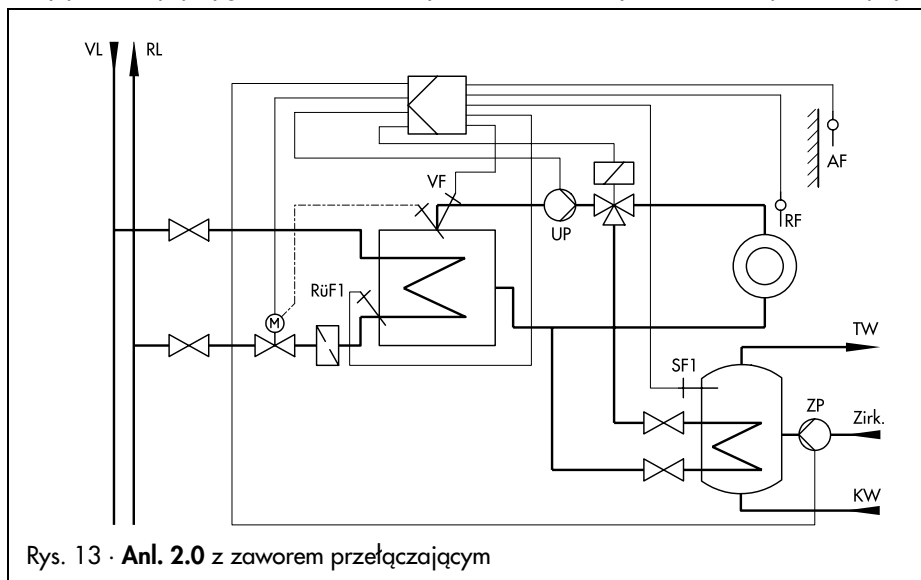 VL
RL
AF
VF
RF
UP
RüF1
M
TW
SF1
ZP
Zirk.
KW
Rys. 13 · Anl. 2.0 z zaworem przełączającym